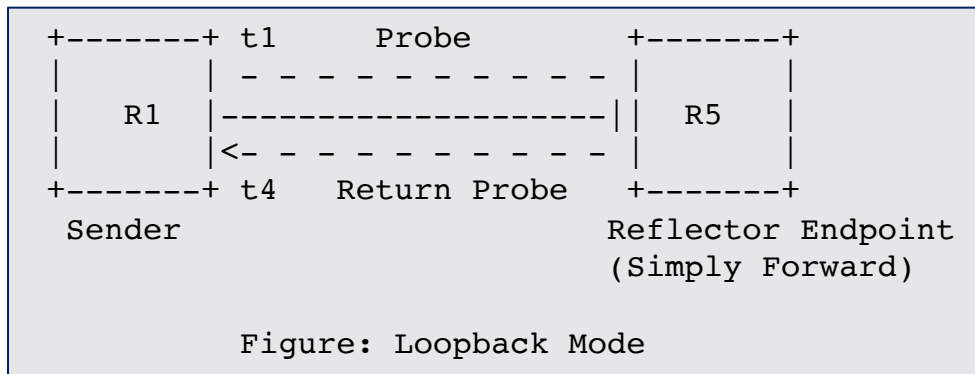 +-------+ t1     Probe        +-------+
|       | - - - - - - - - - - |       |
|   R1  |---------------------||  R5   |
|       |<- - - - - - - - - - |       |
+-------+ t4   Return Probe   +-------+
Sender                       Reflector Endpoint
(Simply Forward)
Figure: Loopback Mode